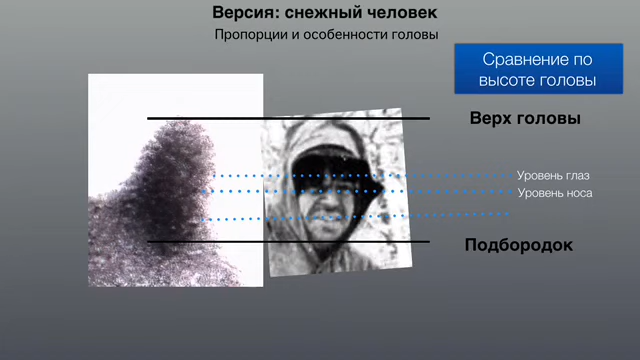 Версия: снежный человек
Пропорции и особенности головы
Сравнение по
высоте головы
Верх головы
Уровень глаз
Уровень носа
Подбородок